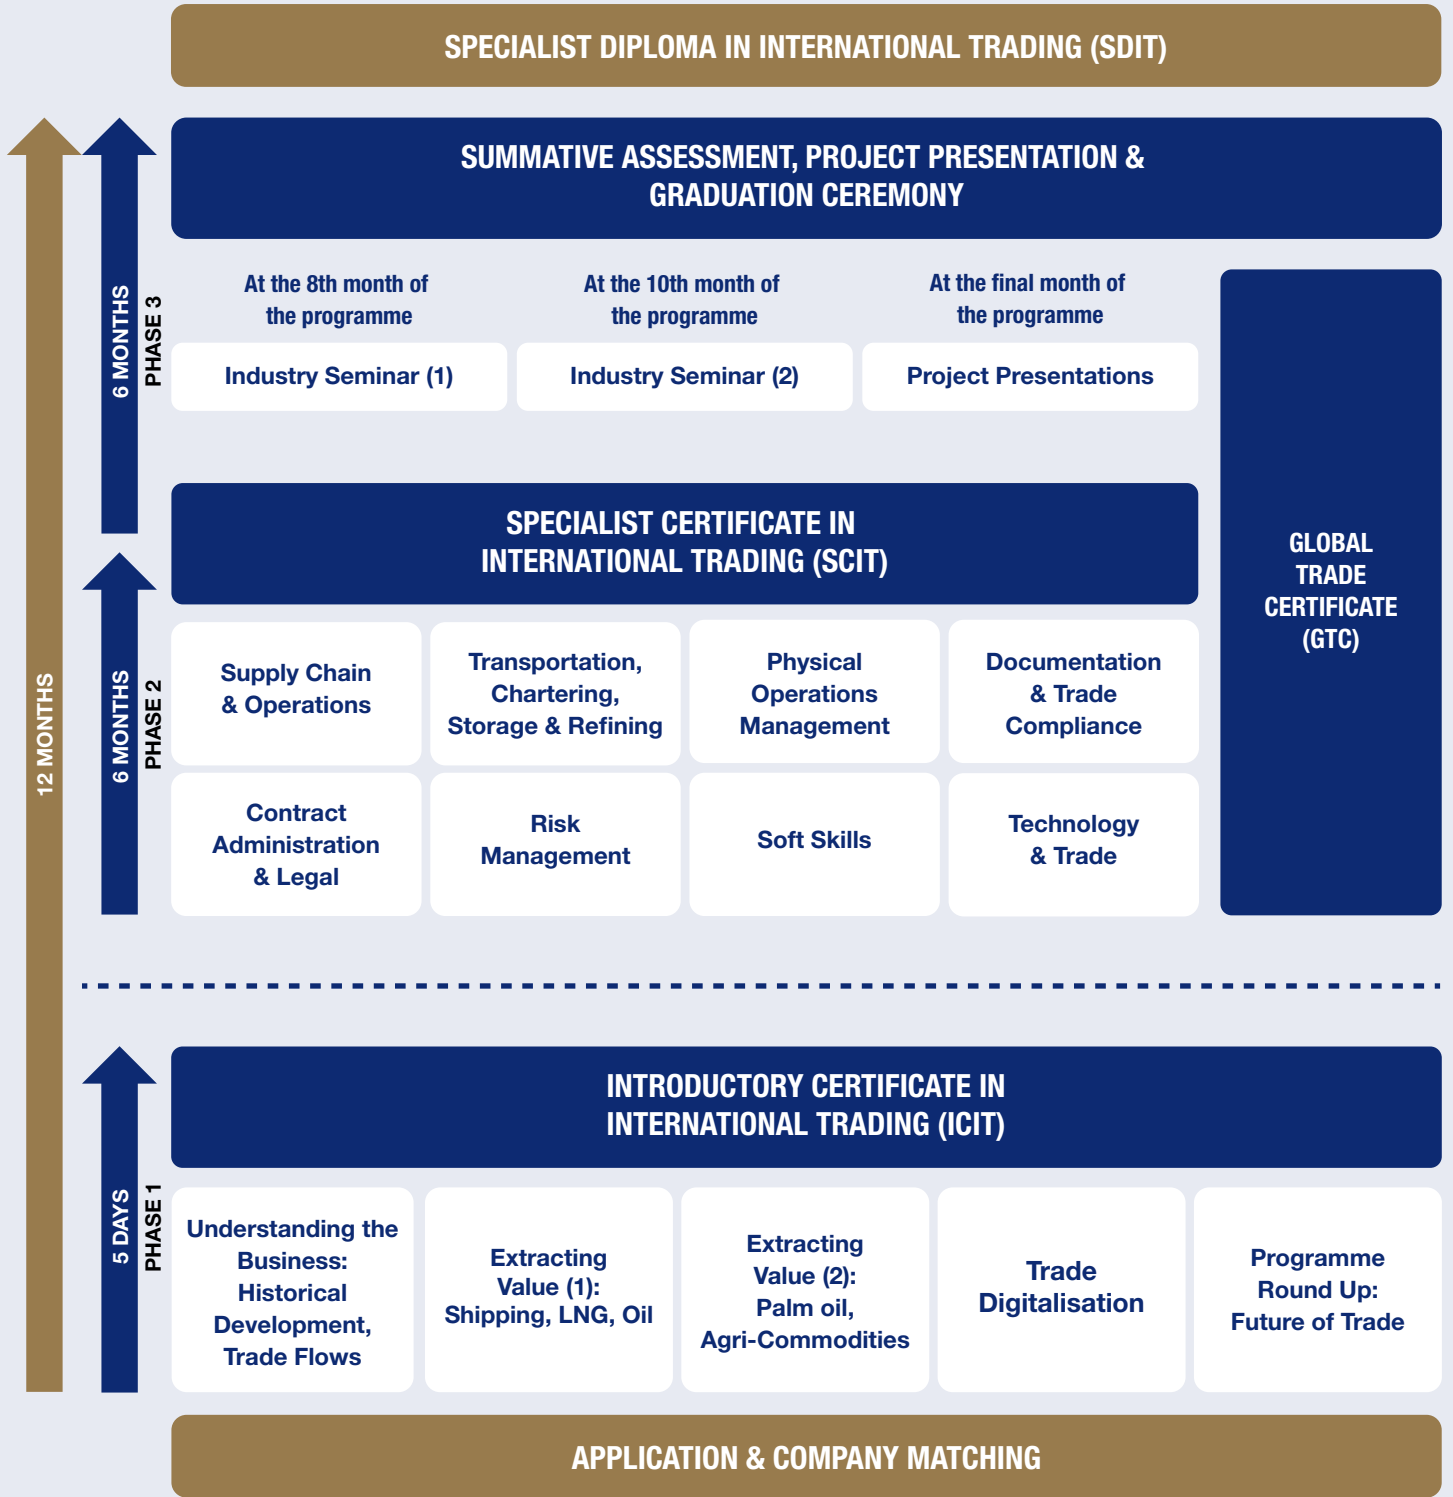 SPECIALIST DIPLOMA IN INTERNATIONAL TRADING (SDIT)
SUMMATIVE ASSESSMENT, PROJECT PRESENTATION &
GRADUATION CEREMONY
12 MONTHS
6 MONTHS
PHASE 3
At the 8th month of
the programme
Industry Seminar (1)
At the 10th month of
the programme
Industry Seminar (2)
At the final month of
the programme
Project Presentations
GLOBAL
TRADE
CERTIFICATE
(GTC)
SPECIALIST CERTIFICATE IN
INTERNATIONAL TRADING (SCIT)
6 MONTHS
PHASE 2
Supply Chain
& Operations
Transportation,
Chartering,
Storage & Refining
Physical
Operations
Management
Documentation
& Trade
Compliance
Contract
Administration
& Legal
Risk
Management
Soft Skills
Technology
& Trade
INTRODUCTORY CERTIFICATE IN
INTERNATIONAL TRADING (ICIT)
5 DAYS
PHASE 1
Understanding the
Business:
Historical
Development,
Trade Flows
Extracting
Value (1):
Shipping, LNG, Oil
Extracting
Value (2):
Palm oil,
Agri-Commodities
Trade
Digitalisation
Programme
Round Up:
Future of Trade
APPLICATION & COMPANY MATCHING